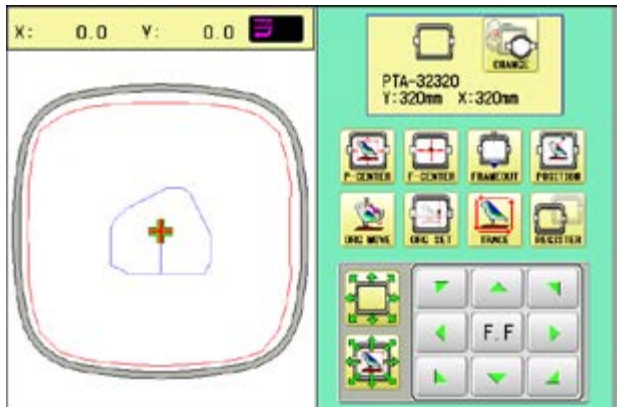 X: 0.0 Y: 0.0
CHANGE
PTA-32320
Y:320mm X:320mm
P-CENTER F-CENTER FRAMEOUT POSITION
ORG MOVE ORG SET TRACE REGISTER
F.F